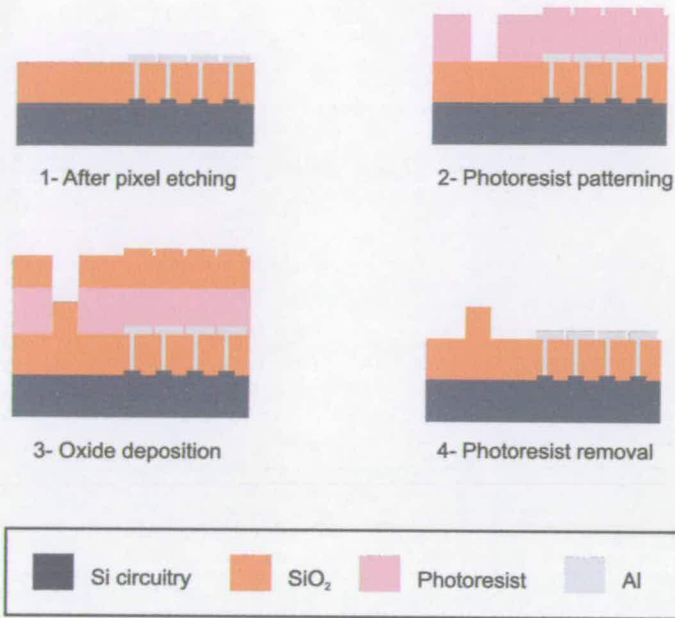 1- After pixel etching
2- Photoresist patterning
3- Oxide deposition
4- Photoresist removal
Si circuitry
SiO₂
Photoresist
Al